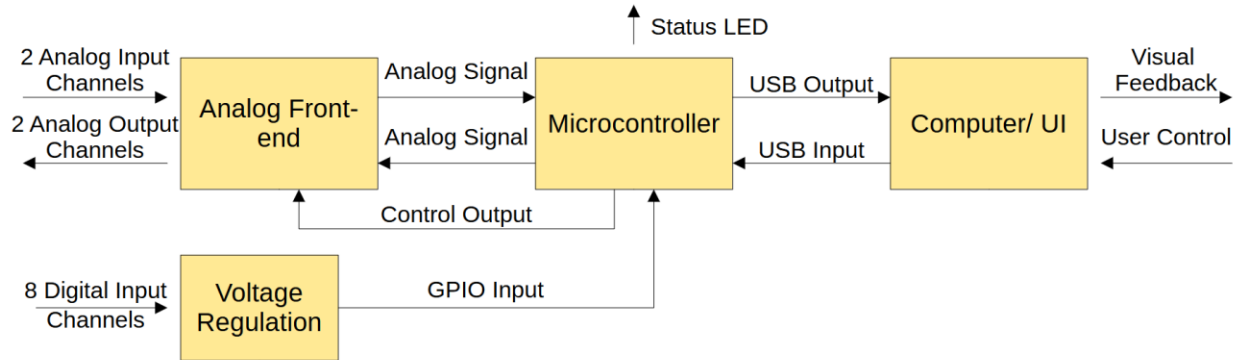 Status LED
2 Analog Input
Channels
2 Analog Output
Channels
Analog Front-
end
Analog Signal
Analog Signal
Microcontroller
USB Output
USB Input
Computer/ UI
Visual
Feedback
User Control
Control Output
8 Digital Input
Channels
Voltage
Regulation
GPIO Input